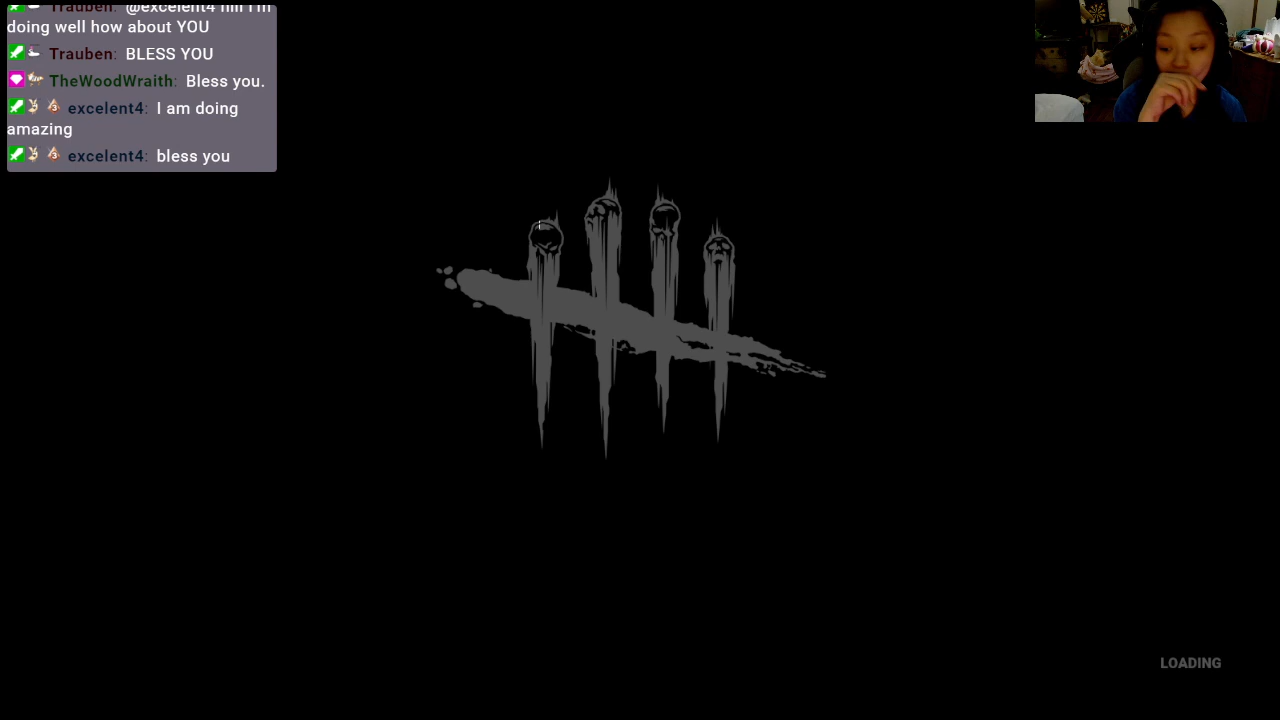 Trauben: @excelent4 hiii i'm
doing well how about YOU
Trauben: BLESS YOU
TheWoodWraith: Bless you.
excelent4: I am doing
amazing
excelent4: bless you
LOADING